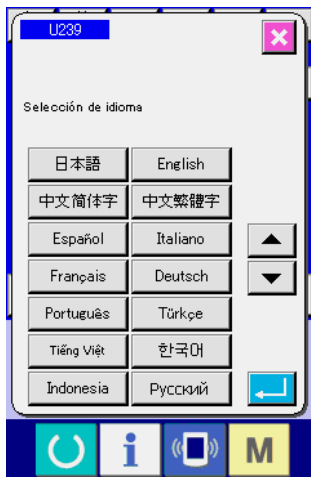 U239
Selección de idioma
日本語
English
中文简体字
中文繁體字
Español
Italiano
Français
Deutsch
Português
Türkçe
Tiếng Việt
한국어
Indonesia
Русский
i
M